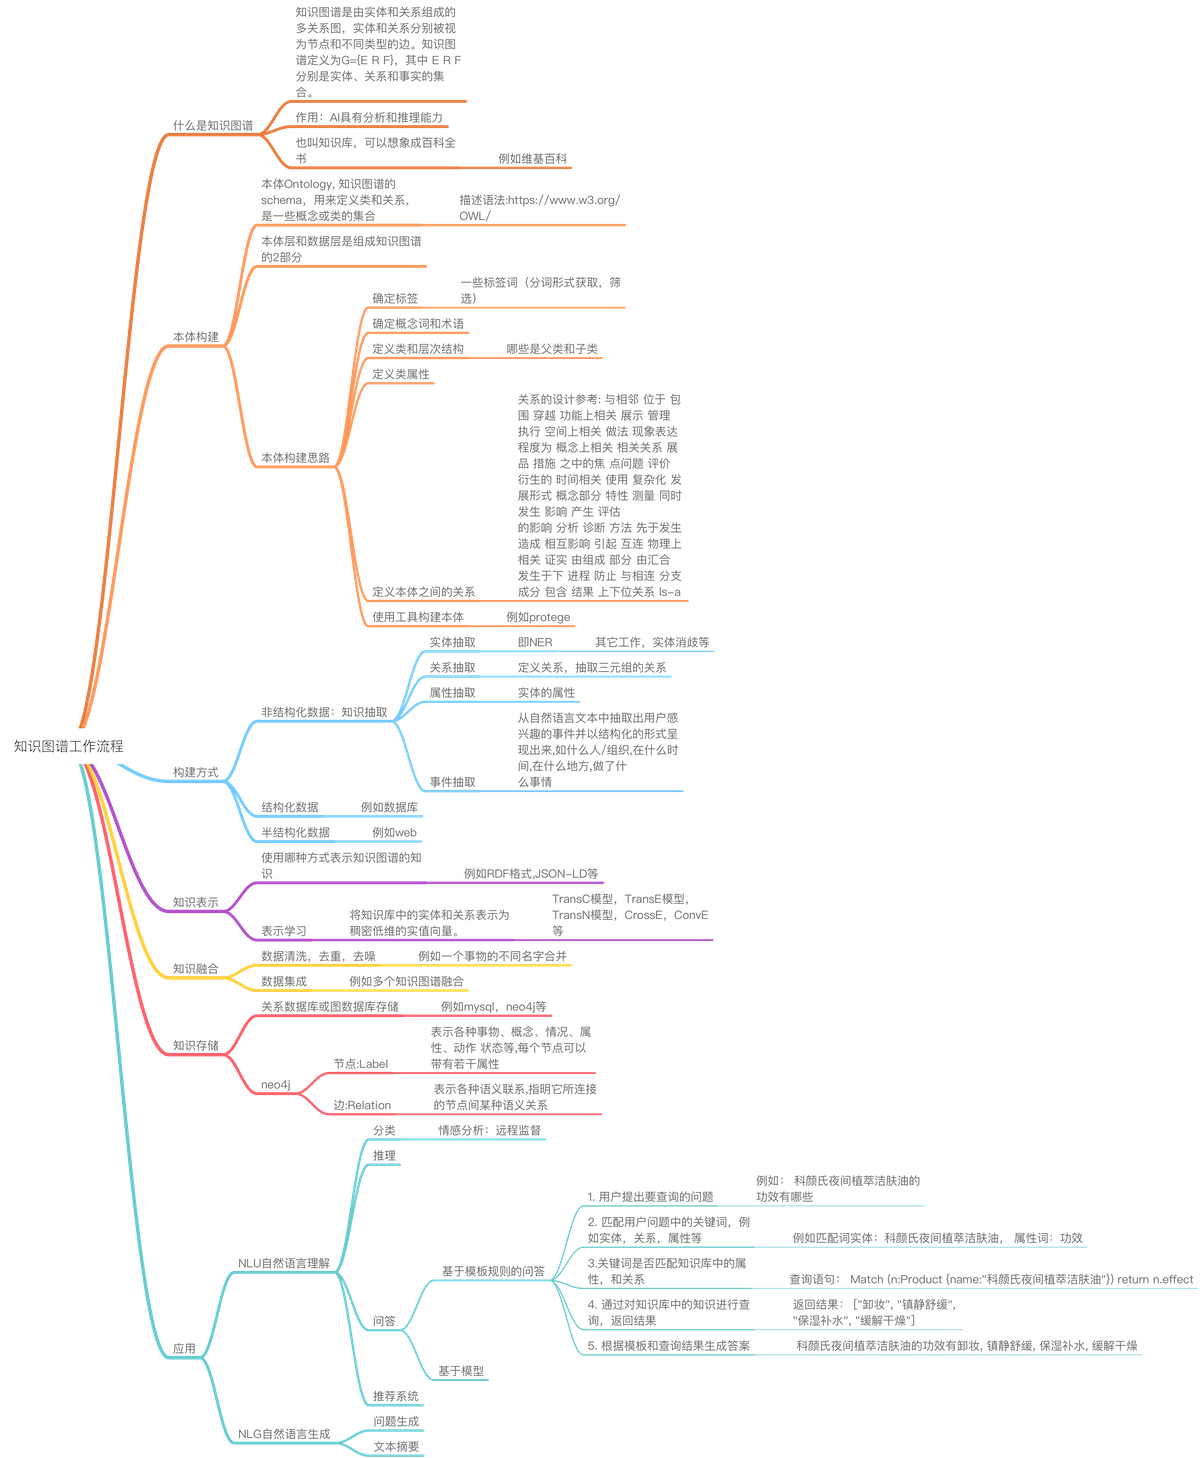 知识图谱是由实体和关系组成的
多关系图，实体和关系分别被视
为节点和不同类型的边。知识图
谱定义为G={E R F}，其中 E R F
分别是实体、关系和事实的集
合。
什么是知识图谱
作用：AI具有分析和推理能力
也叫知识库，可以想象成百科全
书
例如维基百科
本体Ontology, 知识图谱的
schema，用来定义类和关系，
是一些概念或类的集合
描述语法:https://www.w3.org/
OWL/
本体层和数据层是组成知识图谱
的2部分
本体构建
确定标签
一些标签词（分词形式获取，筛
选）
确定概念词和术语
定义类和层次结构
哪些是父类和子类
定义类属性
本体构建思路
关系的设计参考: 与相邻 位于 包
围 穿越 功能上相关 展示 管理
执行 空间上相关 做法 现象表达
程度为 概念上相关 相关关系 展
品 措施 之中的焦 点问题 评价
衍生的 时间相关 使用 复杂化 发
展形式 概念部分 特性 测量 同时
发生 影响 产生 评估
的影响 分析 诊断 方法 先于发生
造成 相互影响 引起 互连 物理上
相关 证实 由组成 部分 由汇合
发生于下 进程 防止 与相连 分支
成分 包含 结果 上下位关系 Is-a
定义本体之间的关系
使用工具构建本体
例如protege
知识图谱工作流程
构建方式
非结构化数据：知识抽取
实体抽取
即NER
其它工作，实体消歧等
关系抽取
定义关系，抽取三元组的关系
属性抽取
实体的属性
事件抽取
从自然语言文本中抽取出用户感
兴趣的事件并以结构化的形式呈
现出来,如什么人/组织,在什么时
间,在什么地方,做了什
么事情
结构化数据
例如数据库
半结构化数据
例如web
知识表示
使用哪种方式表示知识图谱的知
识
例如RDF格式,JSON-LD等
表示学习
将知识库中的实体和关系表示为
稠密低维的实值向量。
TransC模型，TransE模型，
TransN模型，CrossE，ConvE
等
知识融合
数据清洗，去重，去噪
例如一个事物的不同名字合并
数据集成
例如多个知识图谱融合
知识存储
关系数据库或图数据库存储
例如mysql，neo4j等
neo4j
节点:Label
表示各种事物、概念、情况、属
性、动作 状态等,每个节点可以
带有若干属性
边:Relation
表示各种语义联系,指明它所连接
的节点间某种语义关系
应用
NLU自然语言理解
分类
情感分析：远程监督
推理
问答
基于模板规则的问答
1. 用户提出要查询的问题
例如： 科颜氏夜间植萃洁肤油的
功效有哪些
2. 匹配用户问题中的关键词，例
如实体，关系，属性等
例如匹配词实体：科颜氏夜间植萃洁肤油， 属性词：功效
3.关键词是否匹配知识库中的属
性，和关系
查询语句： Match (n:Product {name:"科颜氏夜间植萃洁肤油"}) return n.effect
4. 通过对知识库中的知识进行查
询，返回结果
返回结果： ["卸妆", "镇静舒缓",
"保湿补水", "缓解干燥"]
5. 根据模板和查询结果生成答案
科颜氏夜间植萃洁肤油的功效有卸妆, 镇静舒缓, 保湿补水, 缓解干燥
基于模型
推荐系统
NLG自然语言生成
问题生成
文本摘要